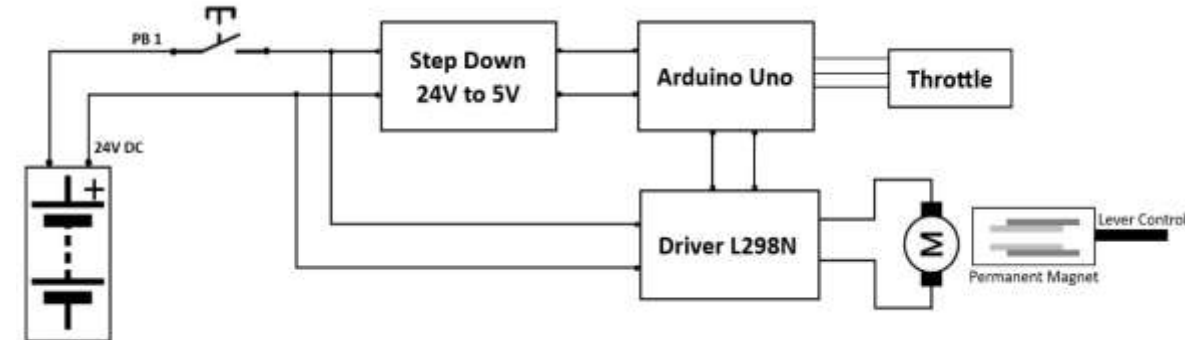 PB 1
Step Down
24V to 5V
Arduino Uno
Throttle
24V DC
+
Driver L298N
M
Lever Control
Permanent Magnet